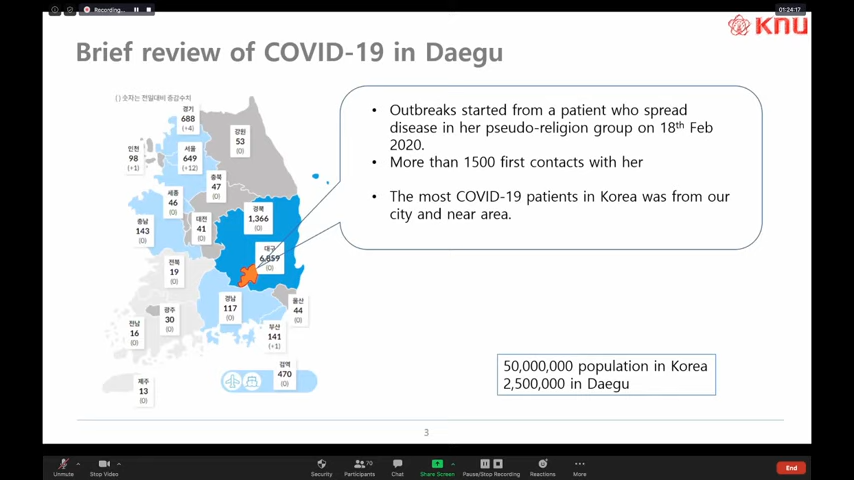 Recording...
01:24:17
KNU
Brief review of COVID-19 in Daegu
( ) 숫자는 전일대비 증감수치
경기
688
(+4)
강원
53
(0)
인천
98
(+1)
서울
649
(+12)
충북
47
(0)
세종
46
(0)
대전
41
(0)
경북
1,366
(0)
충남
143
(0)
대구
6,859
(0)
전북
19
(0)
경남
117
(0)
울산
44
(0)
광주
30
(0)
전남
16
(0)
부산
141
(+1)
검역
470
(0)
제주
13
(0)
• Outbreaks started from a patient who spread
disease in her pseudo-religion group on 18th Feb
2020.
• More than 1500 first contacts with her
• The most COVID-19 patients in Korea was from our
city and near area.
50,000,000 population in Korea
2,500,000 in Daegu
3
Unmute
Stop Video
Security
Participants
70
Chat
Share Screen
Pause/Stop Recording
Reactions
More
End